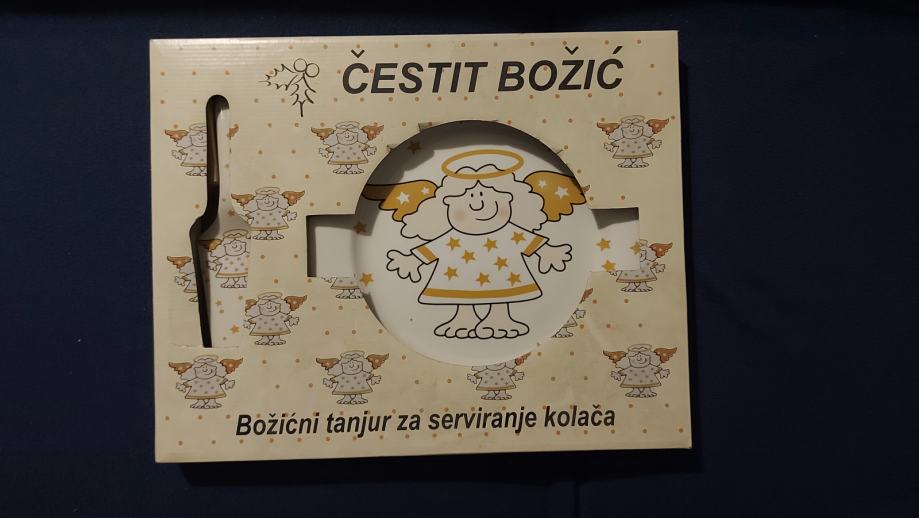 ČESTIT BOŽIĆ
Božićni tanjur za serviranje kolača